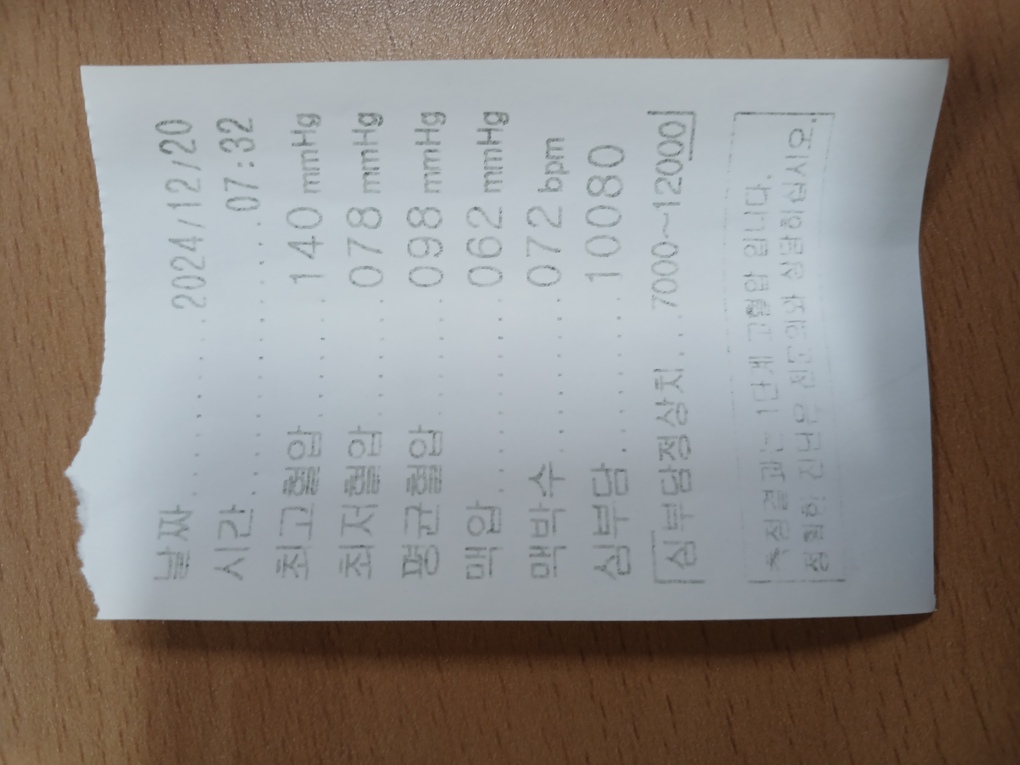 날짜..........2024/12/20
시간...............07:32
최고혈압........140 mmHg
최저혈압........078 mmHg
평균혈압........098 mmHg
맥압............062 mmHg
맥박수..........072 bpm
심부담..........10080
심부담정상치...7000~12000
측정결과는 1단계 고혈압 입니다.
정확한 진단은 전문의와 상담하십시오.